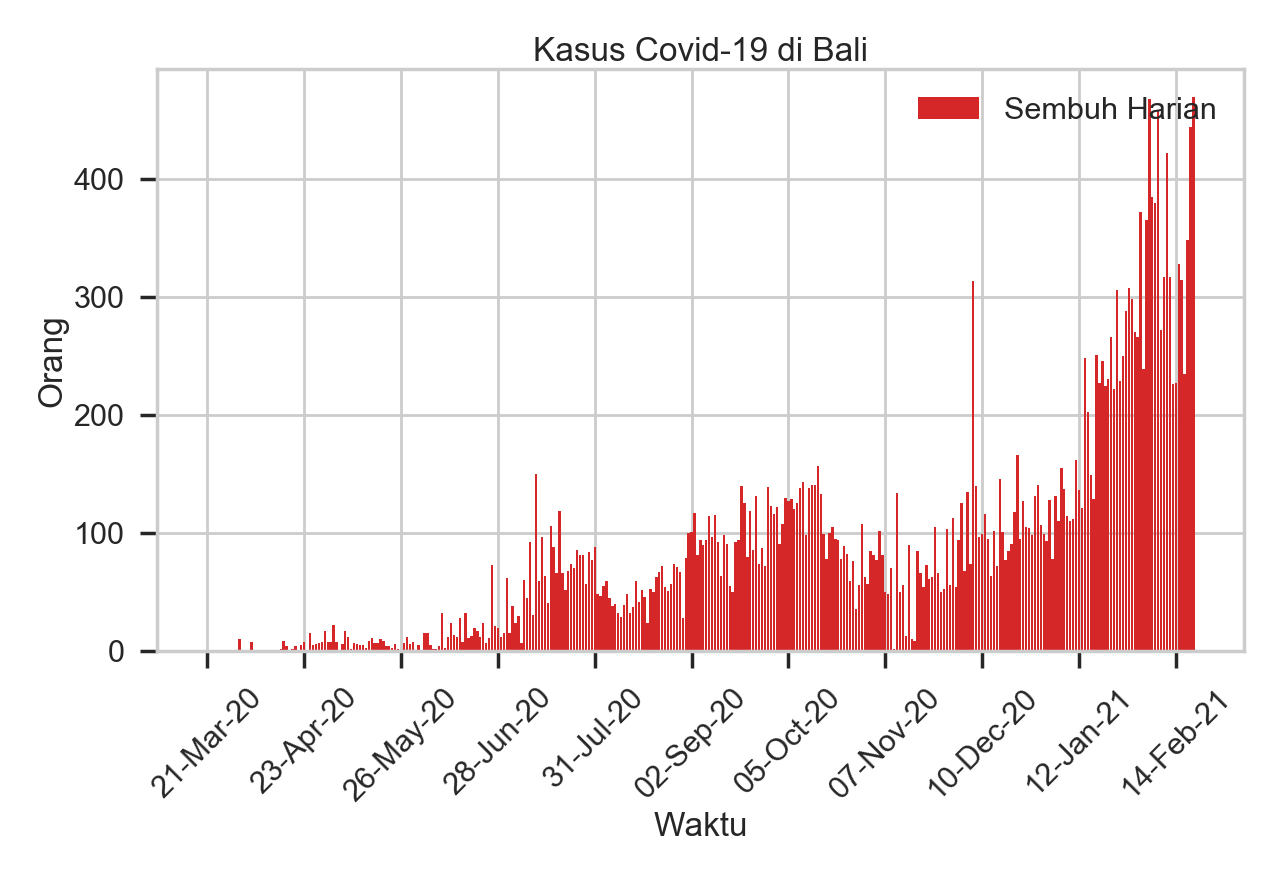 Kasus Covid-19 di Bali
Sembuh Harian
Orang
400
300
200
100
0
21-Mar-20
23-Apr-20
26-May-20
28-Jun-20
31-Jul-20
02-Sep-20
05-Oct-20
07-Nov-20
10-Dec-20
12-Jan-21
14-Feb-21
Waktu